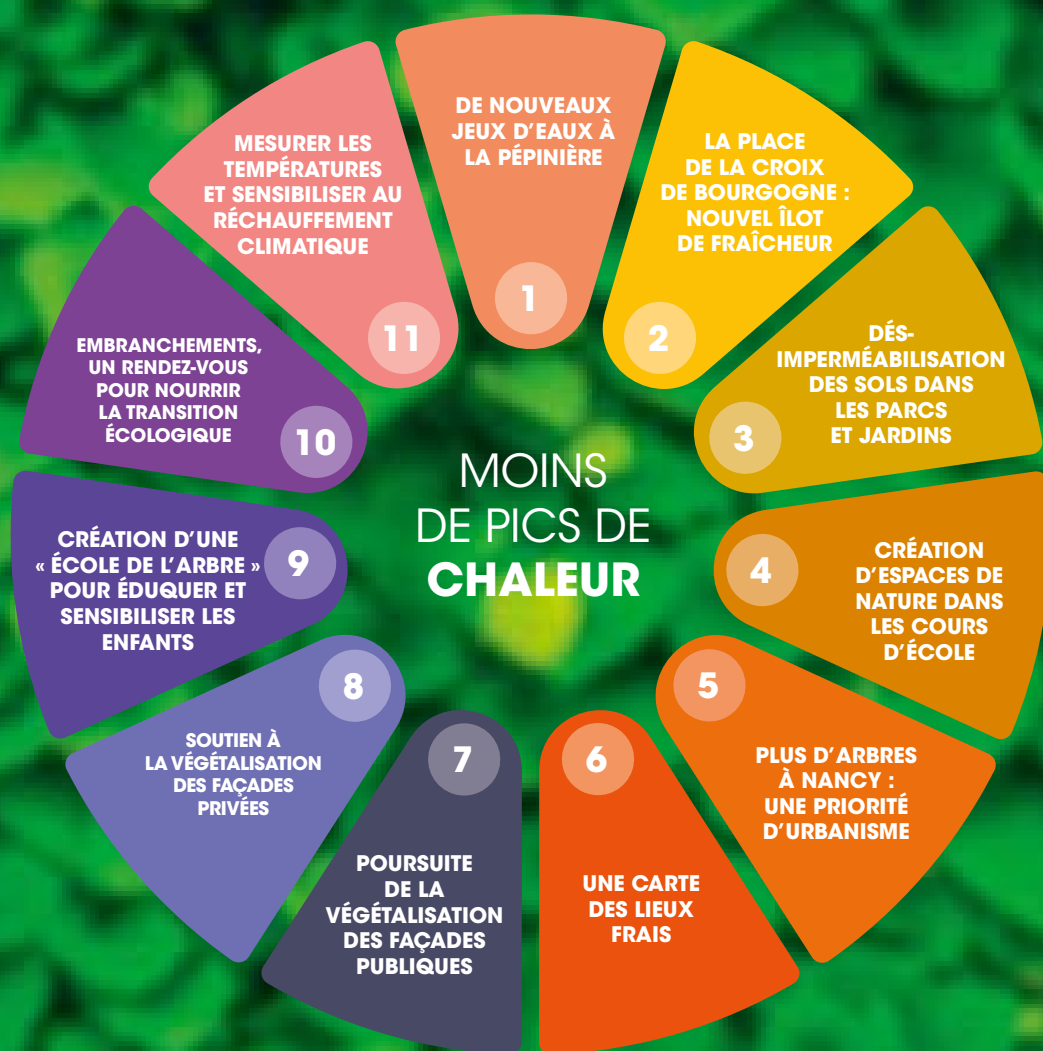 MOINS
DE PICS DE
CHALEUR
DE NOUVEAUX
JEUX D'EAUX À
LA PÉPINIÈRE
1
LA PLACE
DE LA CROIX
DE BOURGOGNE :
NOUVEL ÎLOT
DE FRAÎCHEUR
2
DÉS-
IMPERMÉABILISATION
DES SOLS DANS
LES PARCS
ET JARDINS
3
CRÉATION
D'ESPACES DE
NATURE DANS
LES COURS
D'ÉCOLE
4
5
PLUS D'ARBRES
À NANCY :
UNE PRIORITÉ
D'URBANISME
6
UNE CARTE
DES LIEUX
FRAIS
7
POURSUITE
DE LA
VÉGÉTALISATION
DES FAÇADES
PUBLIQUES
8
SOUTIEN À
LA VÉGÉTALISATION
DES FAÇADES
PRIVÉES
CRÉATION D'UNE
« ÉCOLE DE L'ARBRE »
POUR ÉDUQUER ET
SENSIBILISER LES
ENFANTS
9
EMBRANCHEMENTS,
UN RENDEZ-VOUS
POUR NOURRIR
LA TRANSITION
ÉCOLOGIQUE
10
MESURER LES
TEMPÉRATURES
ET SENSIBILISER AU
RÉCHAUFFEMENT
CLIMATIQUE
11